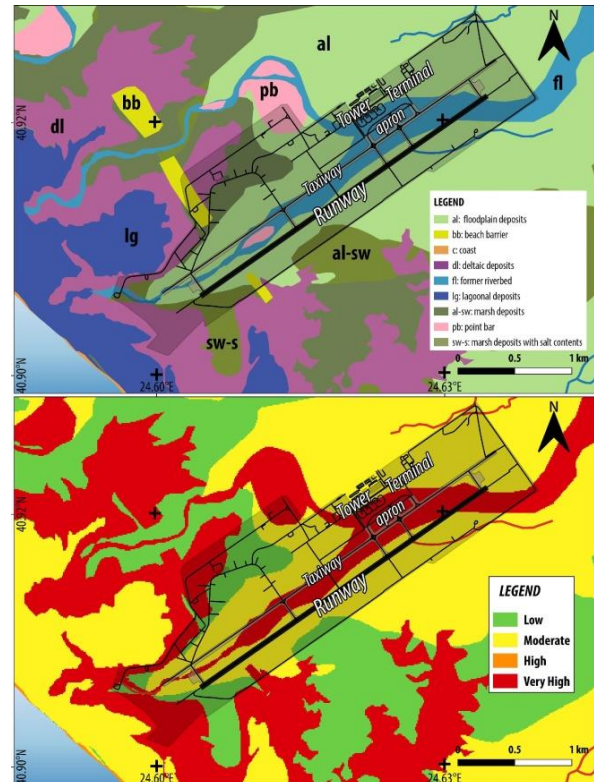 al
N
pb
fl
bb
Tower
Terminal
apron
40.92°N
dl
Taxiway
Runway
lg
al-sw
sw-s
LEGEND
al: floodplain deposits
bb: beach barrier
c: coast
dl: deltaic deposits
fl: former riverbed
lg: lagoonal deposits
al-sw: marsh deposits
pb: point bar
sw-s: marsh deposits with salt contents
0 0.5 1 km
40.90°N
24.60°E
24.63°E
N
Tower
Terminal
apron
40.92°N
Taxiway
Runway
LEGEND
Low
Moderate
High
Very High
0 0.5 1 km
40.90°N
24.60°E
24.63°E